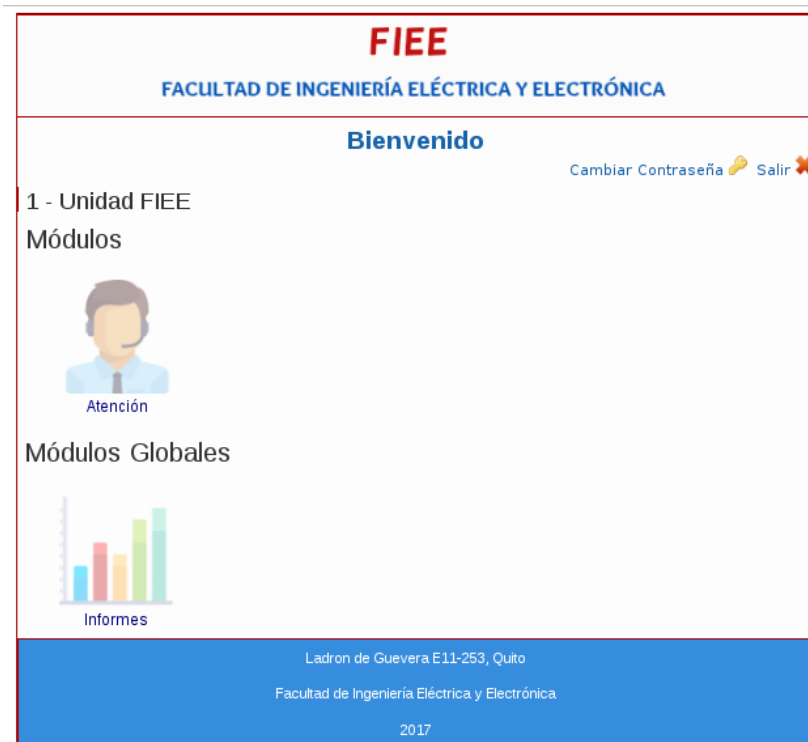 FIEE
FACULTAD DE INGENIERÍA ELÉCTRICA Y ELECTRÓNICA
Bienvenido
Cambiar Contraseña Salir
1 - Unidad FIEE
Módulos
Atención
Módulos Globales
Informes
Ladron de Guevera E11-253, Quito
Facultad de Ingeniería Eléctrica y Electrónica
2017